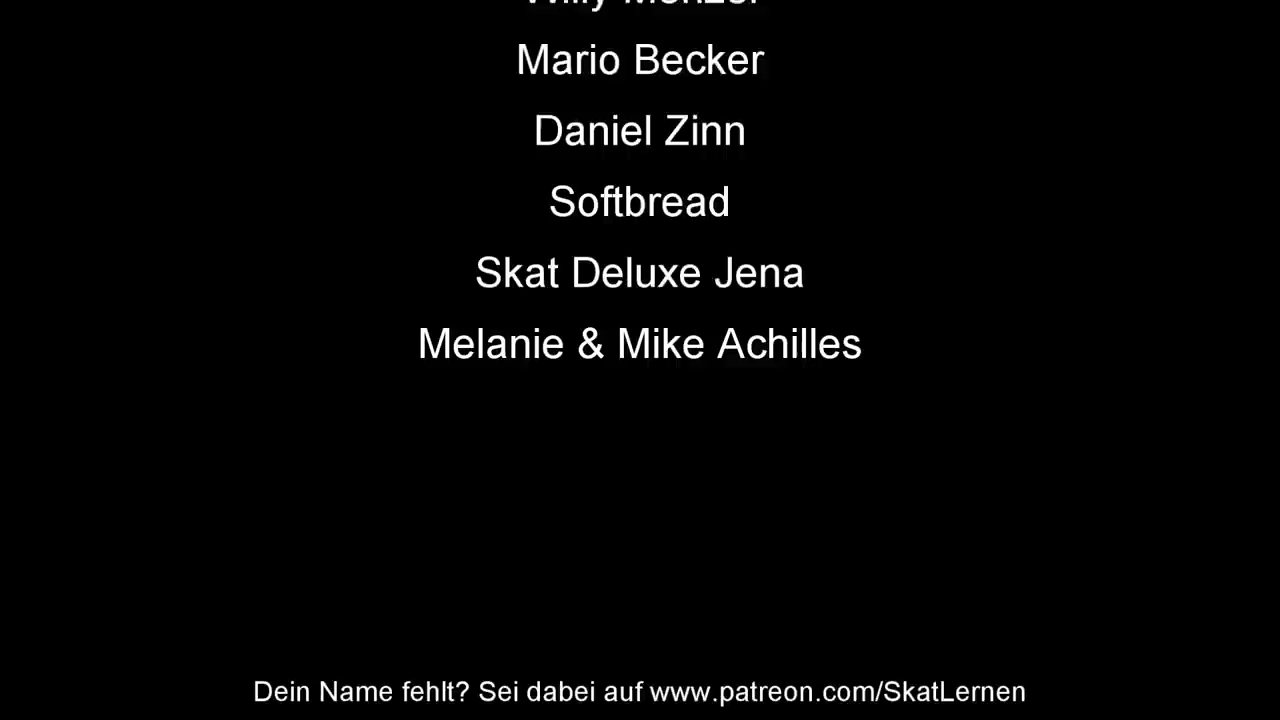 Mario Becker
Daniel Zinn
Softbread
Skat Deluxe Jena
Melanie & Mike Achilles
Dein Name fehlt? Sei dabei auf www.patreon.com/SkatLernen